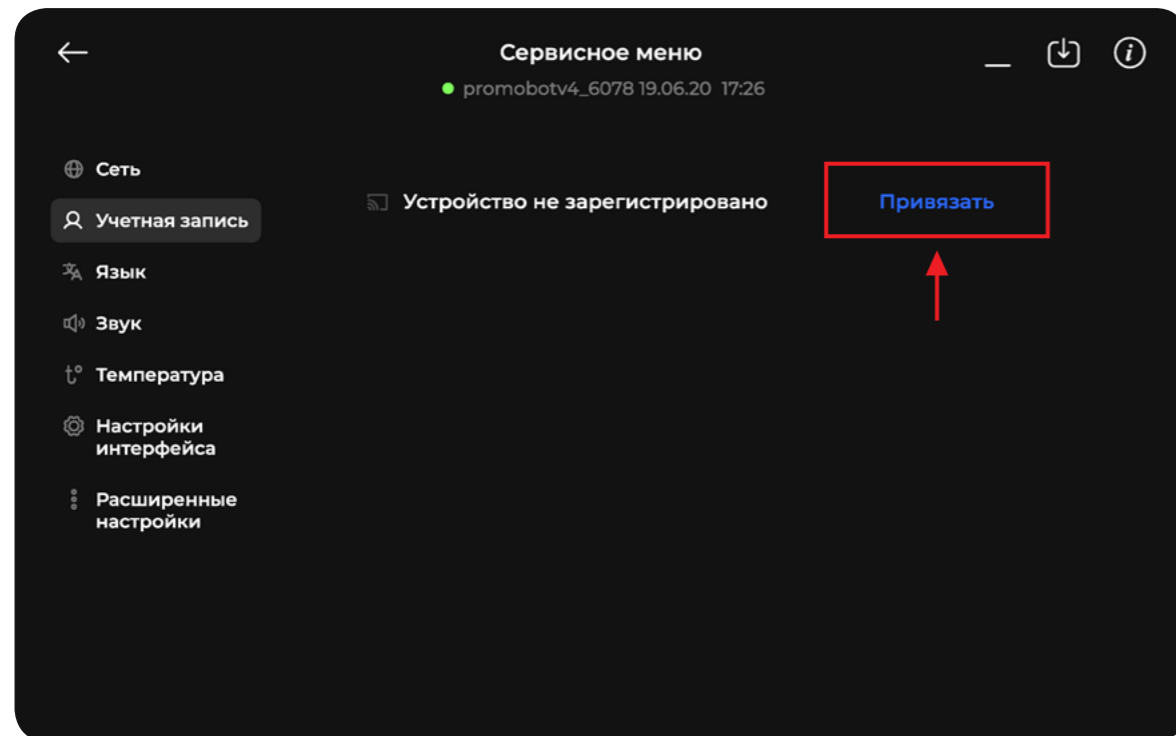 Сервисное меню
promobotv4_6078 19.06.20 17:26
Сеть
Учетная запись
Язык
Звук
Температура
Настройки
интерфейса
Расширенные
настройки
Устройство не зарегистрировано
Привязать